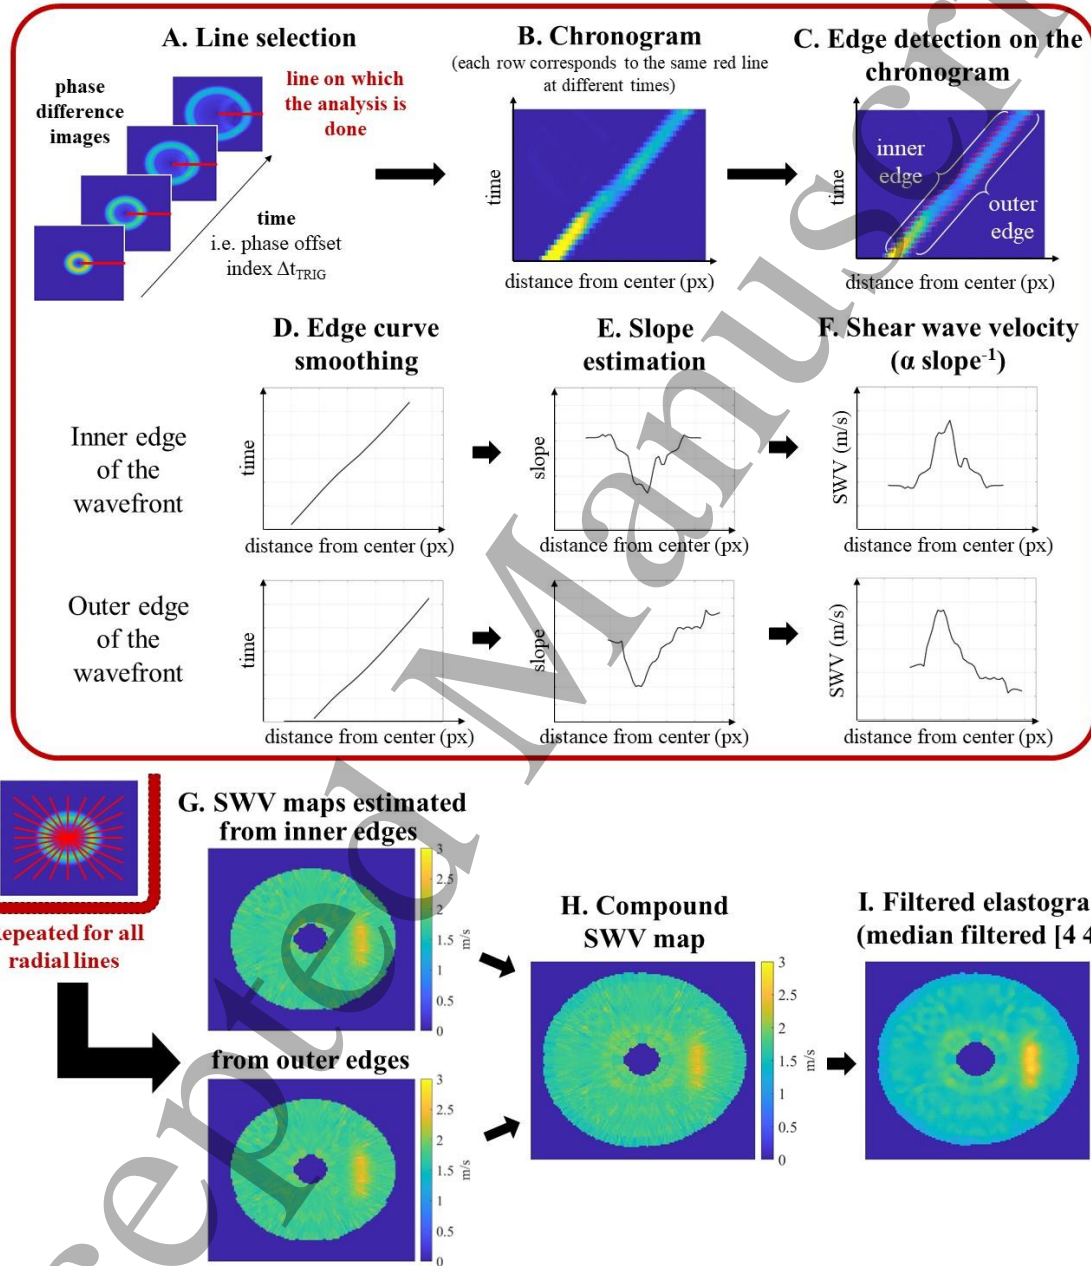 A. Line selection
phase
difference
images
line on which
the analysis is
done
time
i.e. phase offset
index Δt_TRIG
B. Chronogram
(each row corresponds to the same red line
at different times)
time
distance from center (px)
C. Edge detection on the
chronogram
time
inner
edge
outer
edge
distance from center (px)
D. Edge curve
smoothing
E. Slope
estimation
F. Shear wave velocity
(α slope⁻¹)
Inner edge
of the
wavefront
time
distance from center (px)
slope
distance from center (px)
SWV (m/s)
distance from center (px)
Outer edge
of the
wavefront
time
distance from center (px)
slope
distance from center (px)
SWV (m/s)
distance from center (px)
epeated for all
radial lines
G. SWV maps estimated
from inner edges
3
2.5
2
1.5
1
0.5
0
m/s
from outer edges
3
2.5
2
1.5
1
0.5
0
m/s
H. Compound
SWV map
3
2.5
2
1.5
1
0.5
0
m/s
I. Filtered elastogra
(median filtered [4 4
epted Manuscri